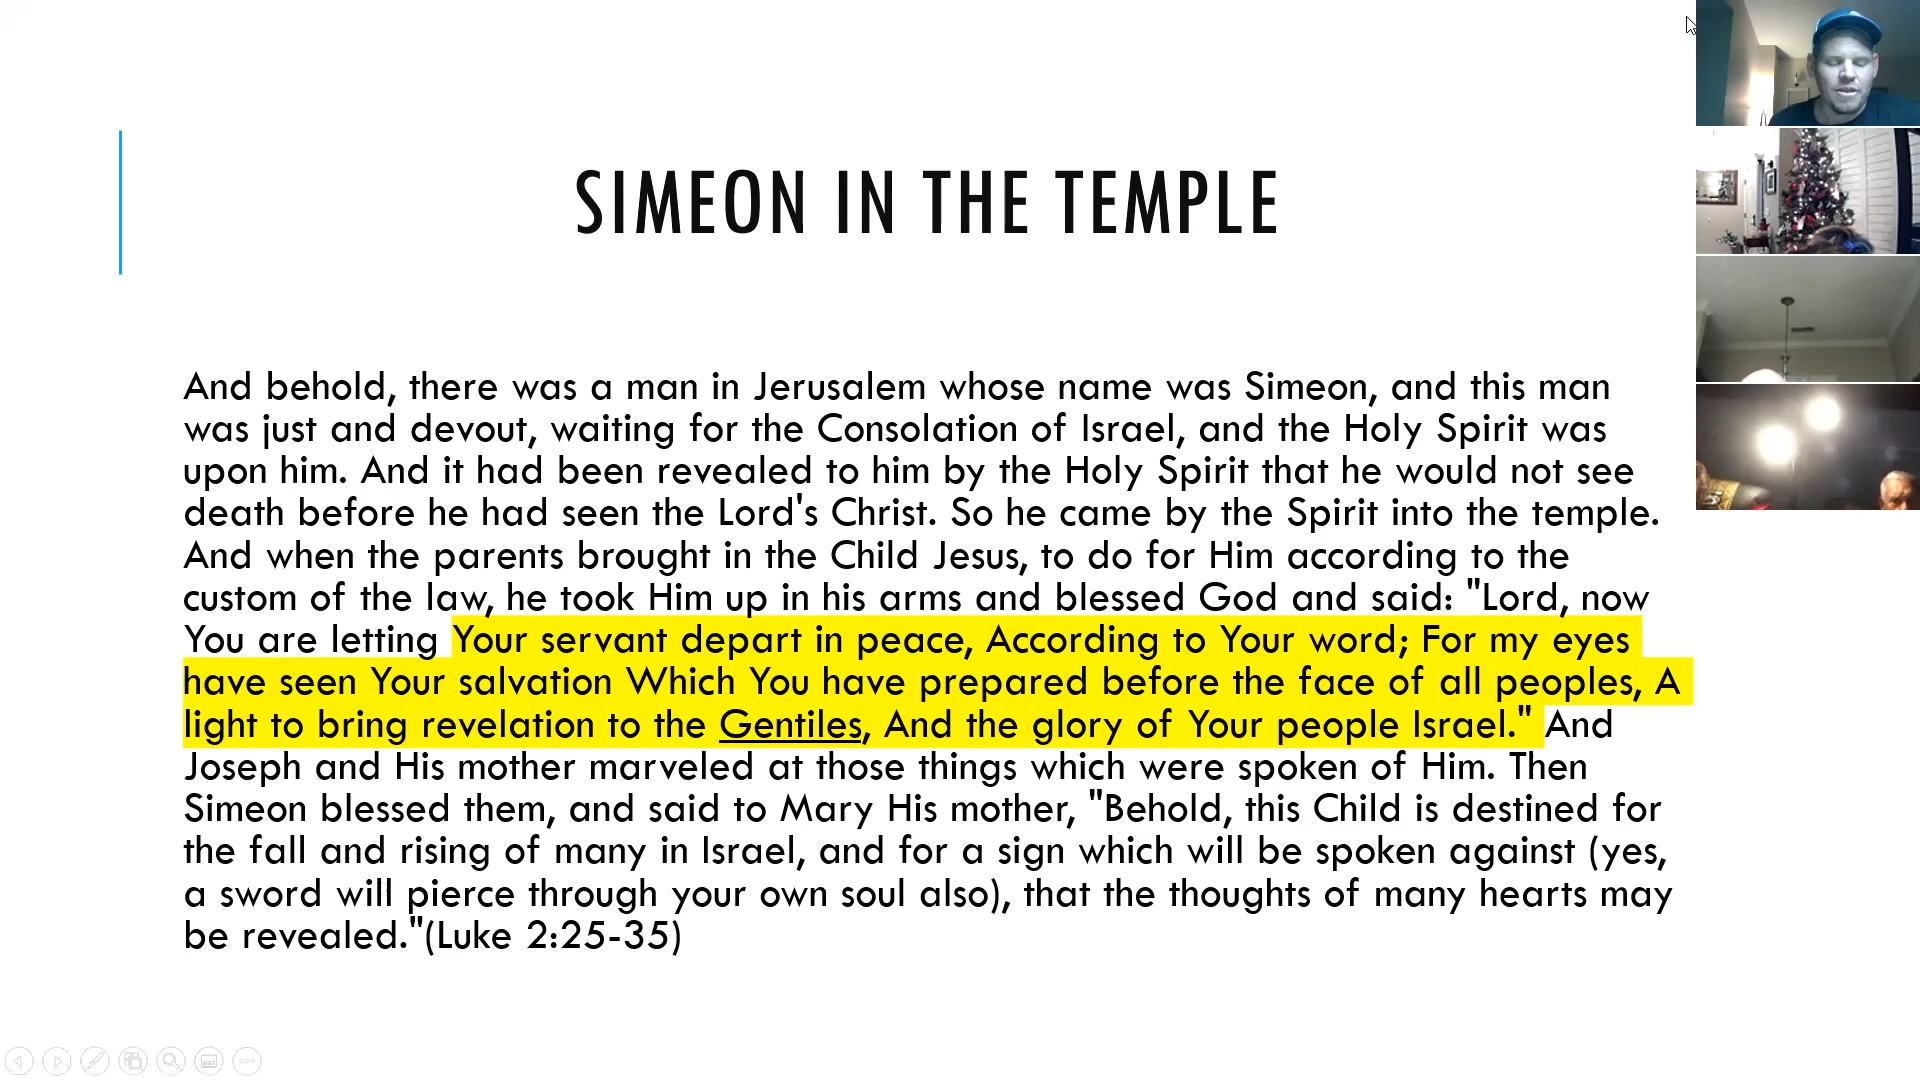 SIMEON IN THE TEMPLE
And behold, there was a man in Jerusalem whose name was Simeon, and this man
was just and devout, waiting for the Consolation of Israel, and the Holy Spirit was
upon him. And it had been revealed to him by the Holy Spirit that he would not see
death before he had seen the Lord's Christ. So he came by the Spirit into the temple.
And when the parents brought in the Child Jesus, to do for Him according to the
custom of the law, he took Him up in his arms and blessed God and said: "Lord, now
You are letting Your servant depart in peace, According to Your word; For my eyes
have seen Your salvation Which You have prepared before the face of all peoples, A
light to bring revelation to the Gentiles, And the glory of Your people Israel." And
Joseph and His mother marveled at those things which were spoken of Him. Then
Simeon blessed them, and said to Mary His mother, "Behold, this Child is destined for
the fall and rising of many in Israel, and for a sign which will be spoken against (yes,
a sword will pierce through your own soul also), that the thoughts of many hearts may
be revealed."(Luke 2:25-35)